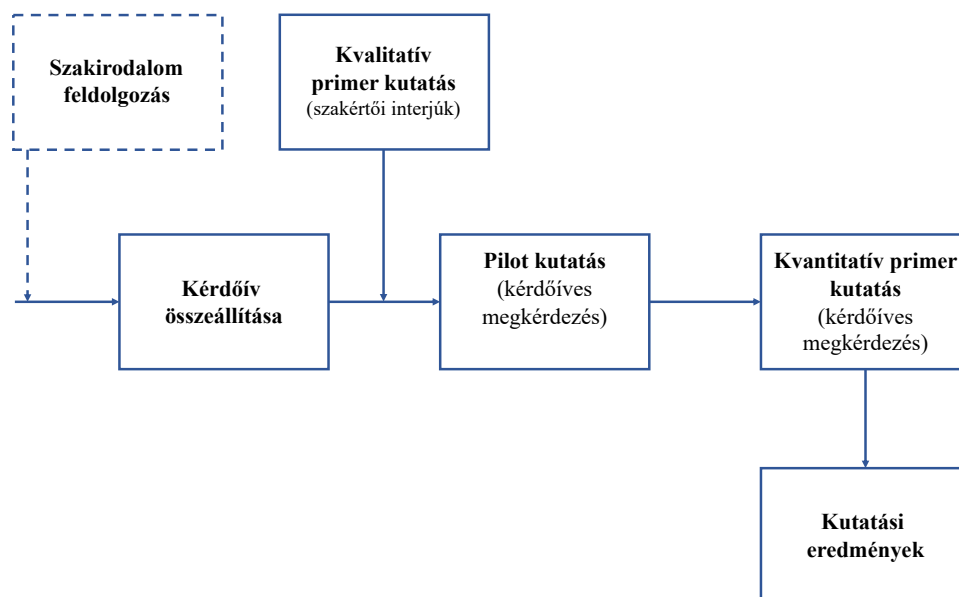 Szakirodalom
feldolgozás
Kvalitatív
primer kutatás
(szakértői interjúk)
Kérdőív
összeállítása
Pilot kutatás
(kérdőíves
megkérdezés)
Kvantitatív primer
kutatás
(kérdőíves
megkérdezés)
Kutatási
eredmények